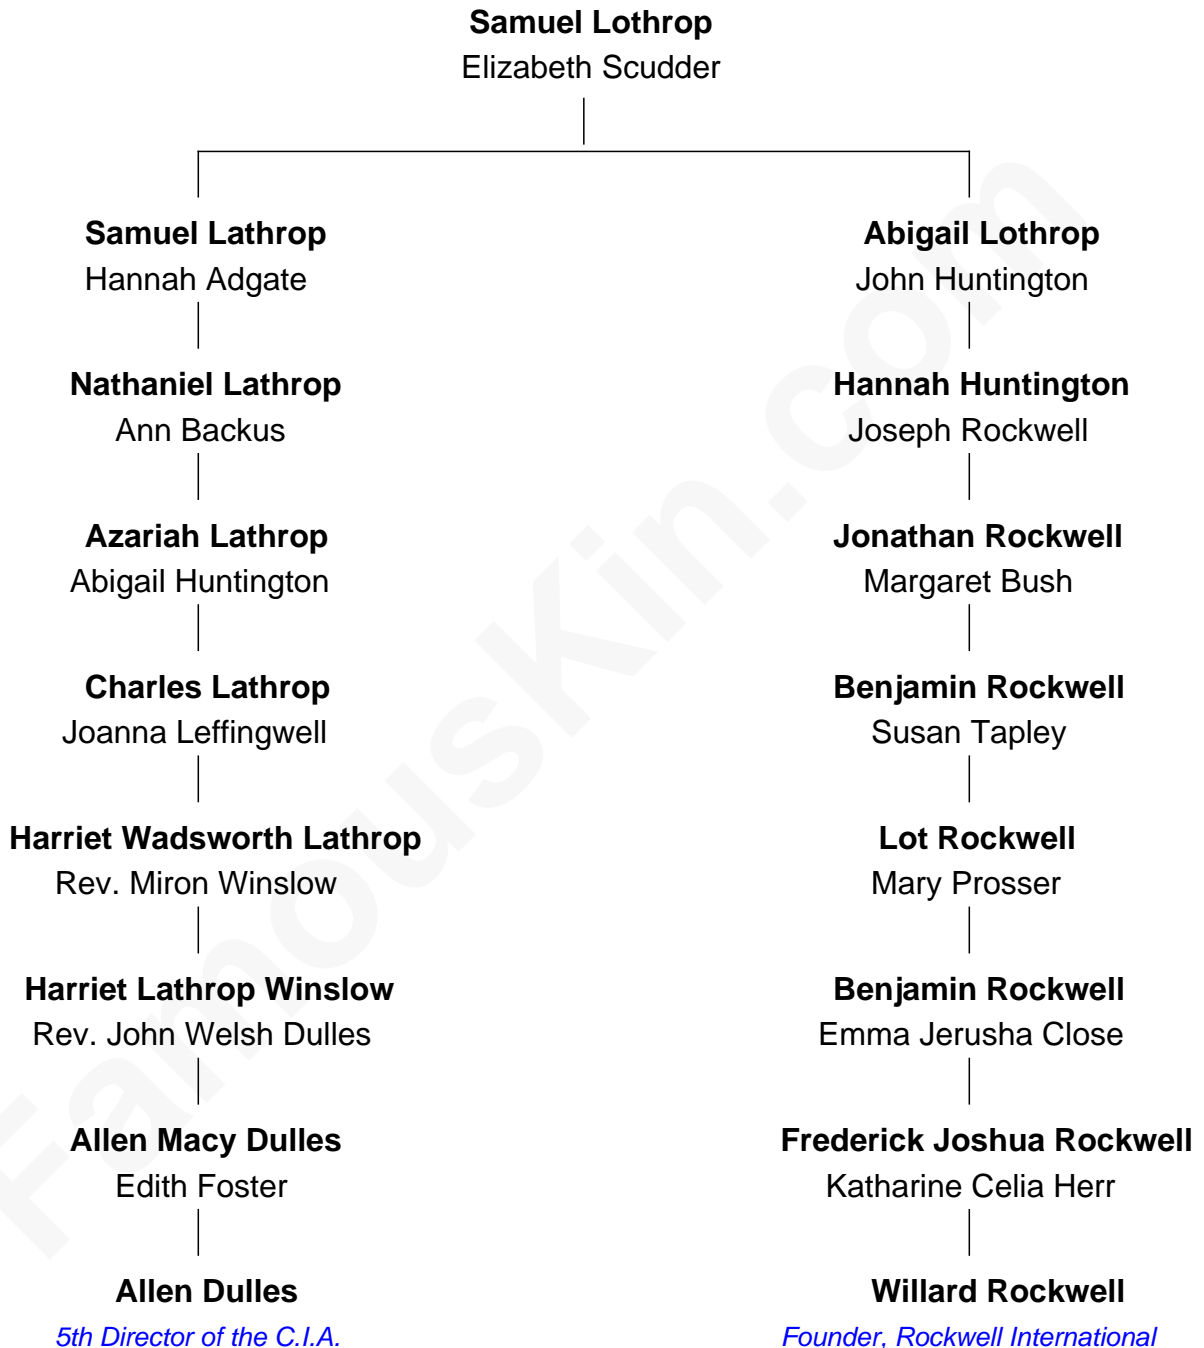 Samuel Lothrop
Elizabeth Scudder
Samuel Lathrop
Hannah Adgate
Nathaniel Lathrop
Ann Backus
Azariah Lathrop
Abigail Huntington
Charles Lathrop
Joanna Leffingwell
Harriet Wadsworth Lathrop
Rev. Miron Winslow
Harriet Lathrop Winslow
Rev. John Welsh Dulles
Allen Macy Dulles
Edith Foster
Allen Dulles
5th Director of the C.I.A.
Abigail Lothrop
John Huntington
Hannah Huntington
Joseph Rockwell
Jonathan Rockwell
Margaret Bush
Benjamin Rockwell
Susan Tapley
Lot Rockwell
Mary Prosser
Benjamin Rockwell
Emma Jerusha Close
Frederick Joshua Rockwell
Katharine Celia Herr
Willard Rockwell
Founder, Rockwell International
FamousKin.com